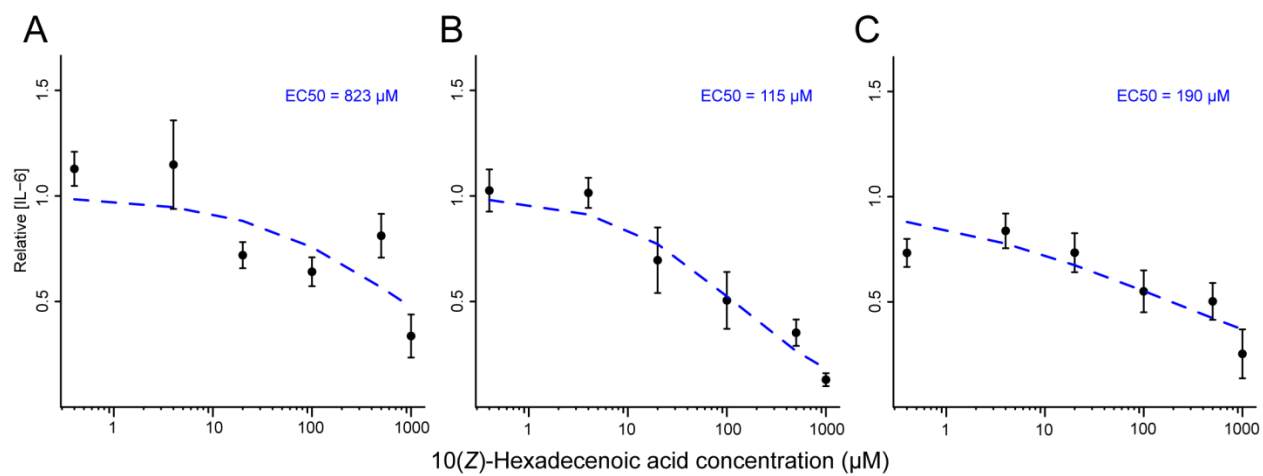 A
B
C
EC50 = 823 µM
EC50 = 115 µM
EC50 = 190 µM
Relative [IL−6]
1.5
1.0
0.5
1.5
1.0
0.5
1.5
1.0
0.5
1 10 100 1000
1 10 100 1000
1 10 100 1000
10(Z)-Hexadecenoic acid concentration (µM)